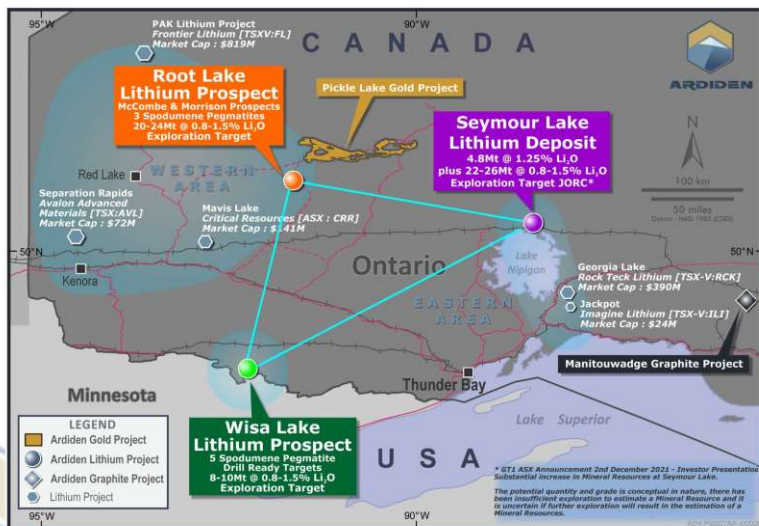 95°W
90°W
CANADA
ARDIDEN
PAK Lithium Project
Frontier Lithium [TSXV:FL]
Market Cap : $819M
Root Lake
Lithium Prospect
McCombe & Morrison Prospects
3 Spodumene Pegmatites
20-24Mt @ 0.8-1.5% Li₂O
Exploration Target
Pickle Lake Gold Project
Seymour Lake
Lithium Deposit
4.8Mt @ 1.25% Li₂O
plus 22-26Mt @ 0.8-1.5% Li₂O
Exploration Target JORC*
N
100 km
50 miles
Datum : NAD 1983 (CSRS)
Red Lake
WESTERN
AREA
Separation Rapids
Avalon Advanced
Materials [TSX:AVL]
Market Cap : $72M
Mavis Lake
Critical Resources [ASX : CRR]
Market Cap : $141M
50°N
50°N
Kenora
Ontario
Lake
Nipigon
EASTERN
AREA
Georgia Lake
Rock Teck Lithium [TSX-V:RCK]
Market Cap : $390M
Jackpot
Imagine Lithium [TSX-V:ILI]
Market Cap : $24M
Manitouwadge Graphite Project
Minnesota
Thunder Bay
Wisa Lake
Lithium Prospect
5 Spodumene Pegmatite
Drill Ready Targets
8-10Mt @ 0.8-1.5% Li₂O
Exploration Target
Lake Superior
USA
LEGEND
Ardiden Gold Project
Ardiden Lithium Project
Ardiden Graphite Project
Lithium Project
* GT1 ASX Announcement 2nd December 2021 - Investor Presentation
Substantial increase in Mineral Resources at Seymour Lake.
The potential quantity and grade is conceptual in nature, there has
been insufficient exploration to estimate a Mineral Resource and it
is uncertain if further exploration will result in the estimation of a
Mineral Resources.
90°W